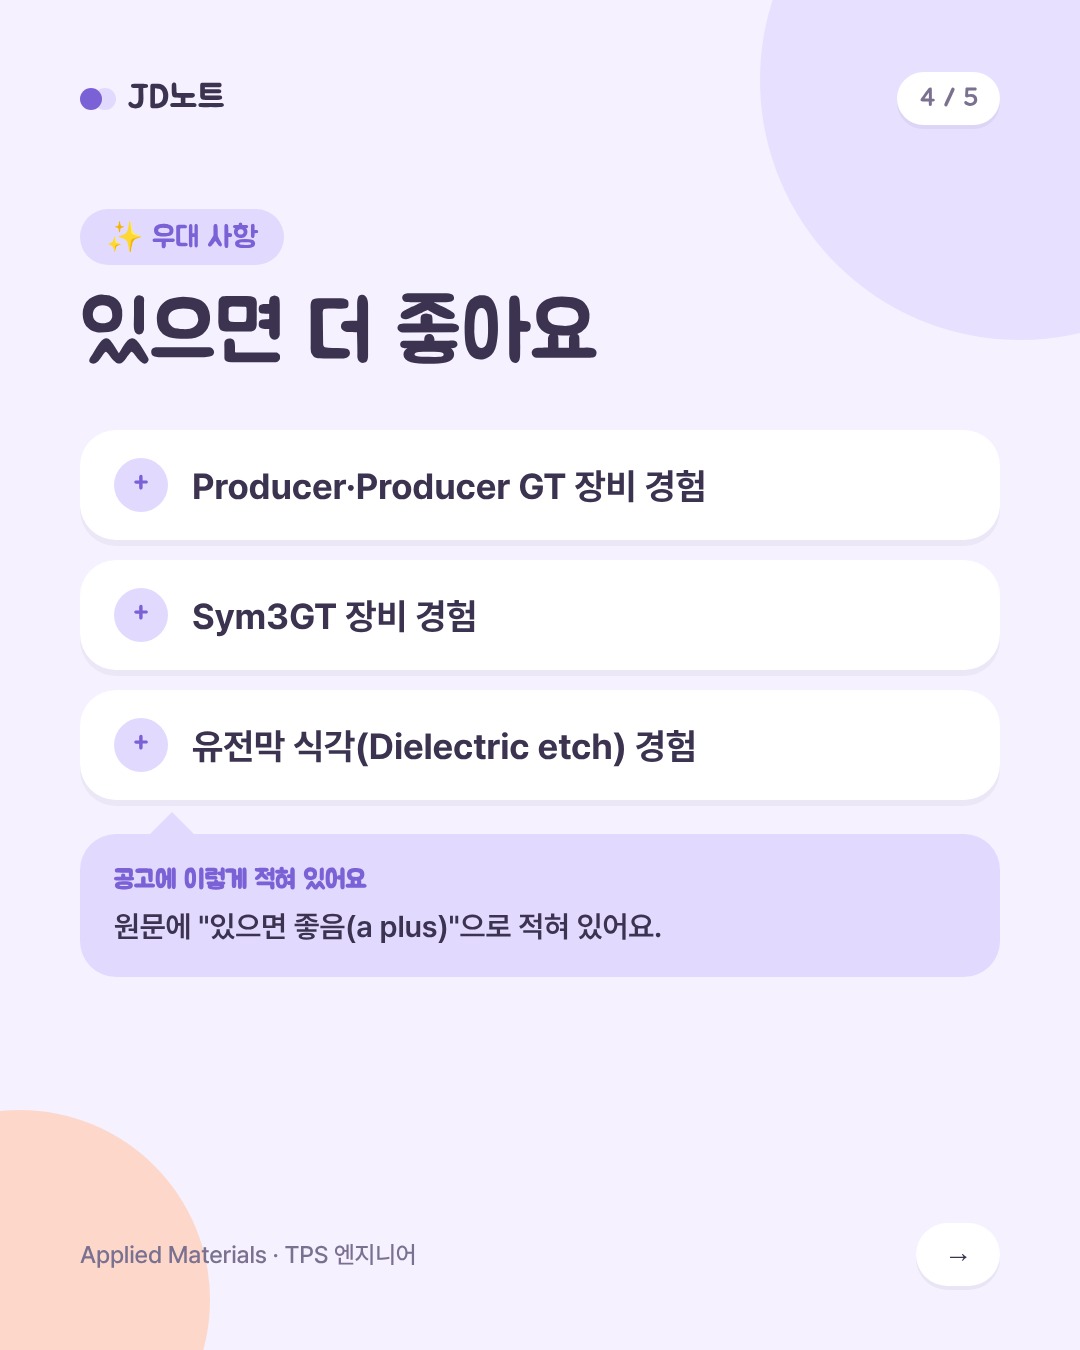 JD노트
4 / 5
✨ 우대 사항
있으면 더 좋아요
+ Producer·Producer GT 장비 경험
+ Sym3GT 장비 경험
+ 유전막 식각(Dielectric etch) 경험
공고에 이렇게 적혀 있어요
원문에 "있으면 좋음(a plus)"으로 적혀 있어요.
Applied Materials · TPS 엔지니어
→